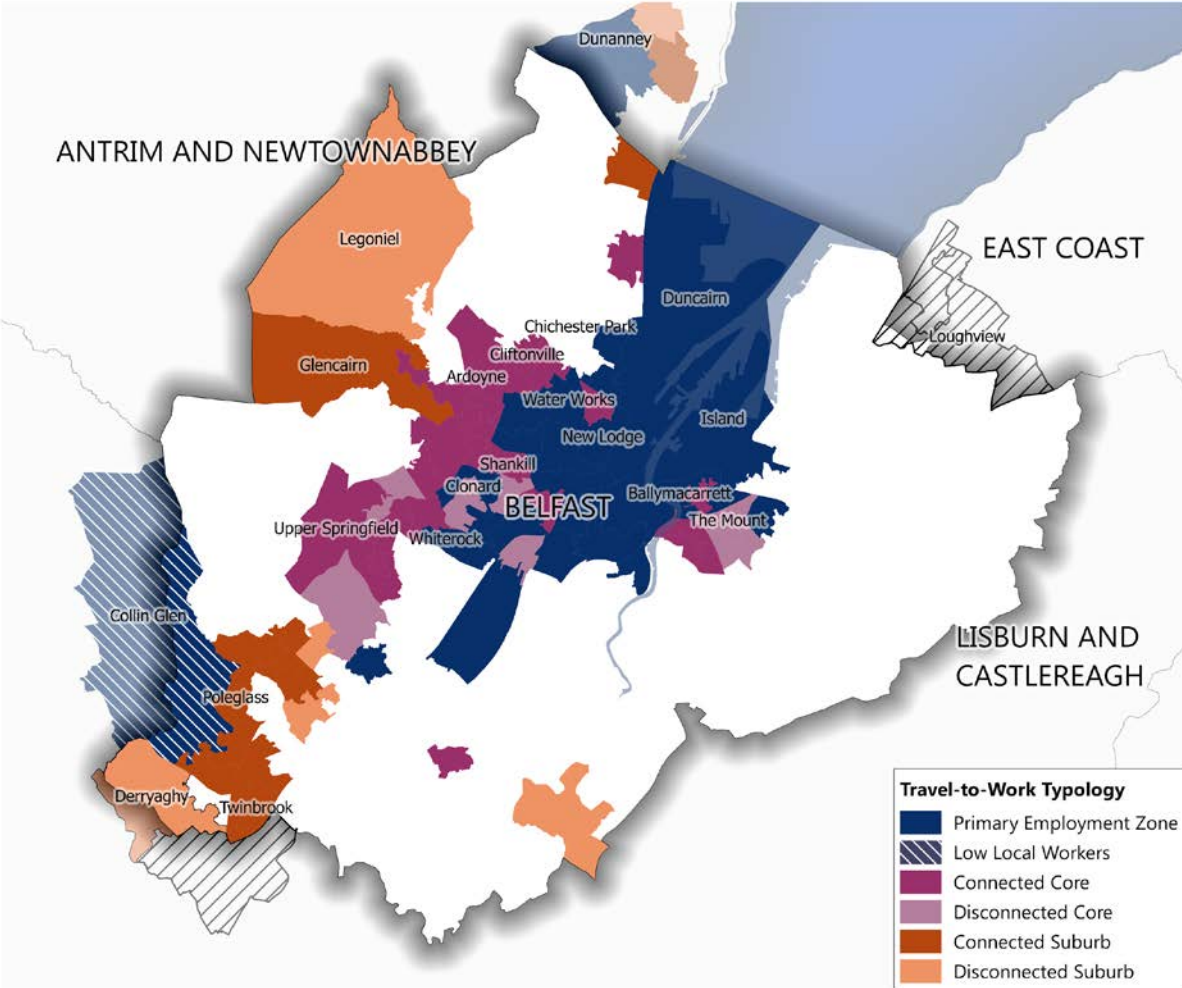 Dunanney
ANTRIM AND NEWTOWNABBEY
Legoniel
EAST COAST
Duncairn
Chichester Park
Loughview
Cliftonville
Glencairn
Ardoyne
Water Works
Island
New Lodge
Shankill
Clonard
Ballymacarrett
BELFAST
The Mount
Upper Springfield
Whiterock
Collin Glen
LISBURN AND
CASTLEREAGH
Poleglass
Derryaghy
Twinbrook
Travel-to-Work Typology
Primary Employment Zone
Low Local Workers
Connected Core
Disconnected Core
Connected Suburb
Disconnected Suburb